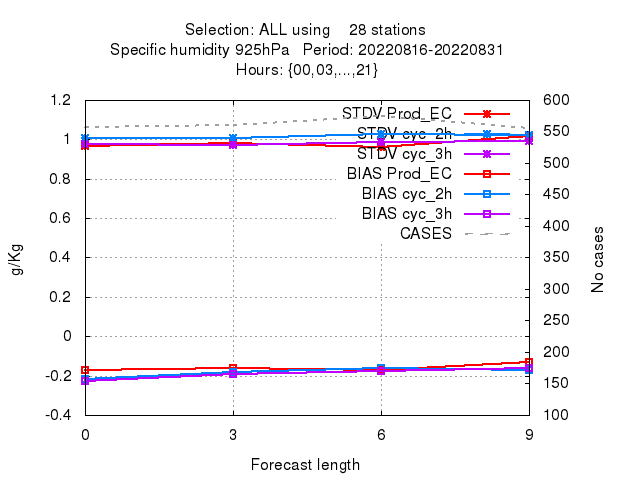 Selection: ALL using 28 stations
Specific humidity 925hPa Period: 20220816-20220831
Hours: {00,03,...,21}
1.2
1
0.8
0.6
0.4
0.2
0
-0.2
-0.4
g/Kg
STDV Prod_EC
STDV cyc_2h
STDV cyc_3h
BIAS Prod_EC
BIAS cyc_2h
BIAS cyc_3h
CASES
600
550
500
450
400
350
300
250
200
150
100
No cases
0 3 6 9
Forecast length